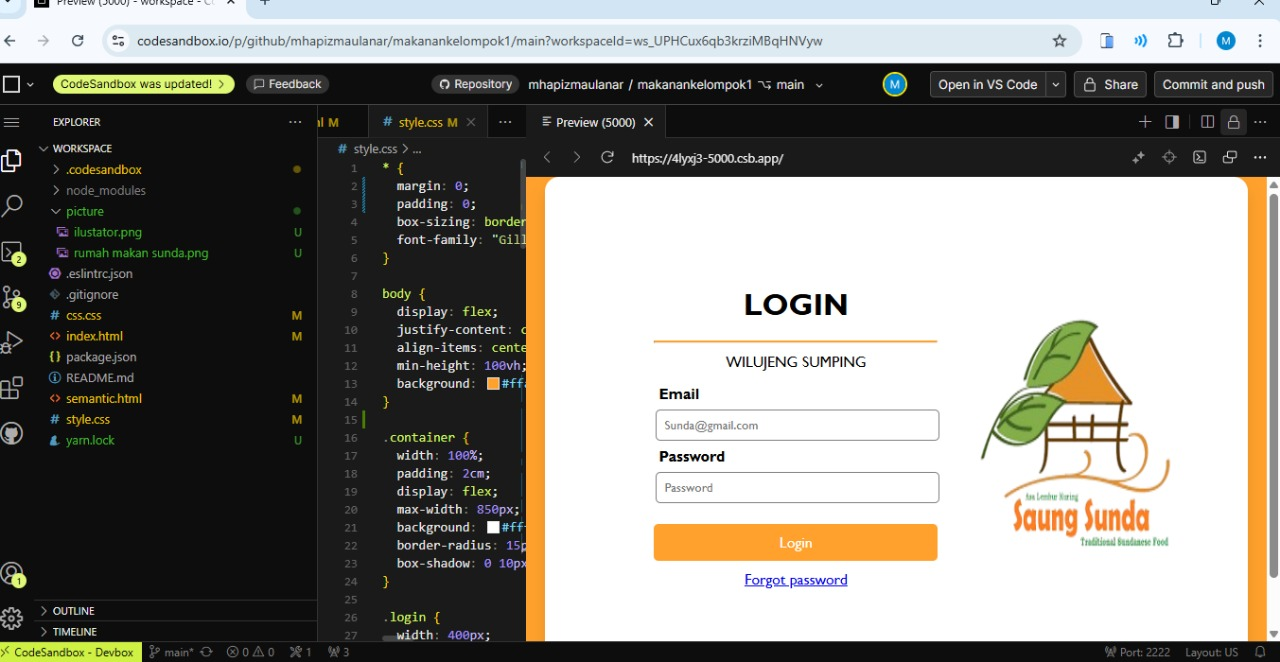 Preview (5000) - workspace - C
codesandbox.io/p/github/mhapizmaulanar/makanankelompok1/main?workspaceId=ws_UPHCux6qb3krziMBqHNVyw
M
CodeSandbox was updated!
Feedback
Repository
mhapizmaulanar / makanankelompok1
main
M
Open in VS Code
Share
Commit and push
EXPLORER
WORKSPACE
.codesandbox
node_modules
picture
ilustator.png U
rumah makan sunda.png U
.eslintrc.json
.gitignore
# css.css M
<> index.html M
{} package.json
README.md
<> semantic.html M
# style.css M
yarn.lock U
OUTLINE
TIMELINE
2
9
1
M
# style.css M
Preview (5000)
# style.css > ...
1 * {
2 margin: 0;
3 padding: 0;
4 box-sizing: border
5 font-family: "Gill
6 }
7
8 body {
9 display: flex;
10 justify-content: c
11 align-items: cente
12 min-height: 100vh;
13 background: #ffa
14 }
15
16 .container {
17 width: 100%;
18 padding: 2cm;
19 display: flex;
20 max-width: 850px;
21 background: #ff
22 border-radius: 15p
23 box-shadow: 0 10px
24 }
25
26 .login {
27 width: 400px;
https://4lyxj3-5000.csb.app/
LOGIN
WILUJENG SUMPING
Email
Sunda@gmail.com
Password
Password
Login
Forgot password
Saung Sunda
Traditional Sundanese Food
CodeSandbox - Devbox
main*
0
0
1
3
Port: 2222
Layout: US